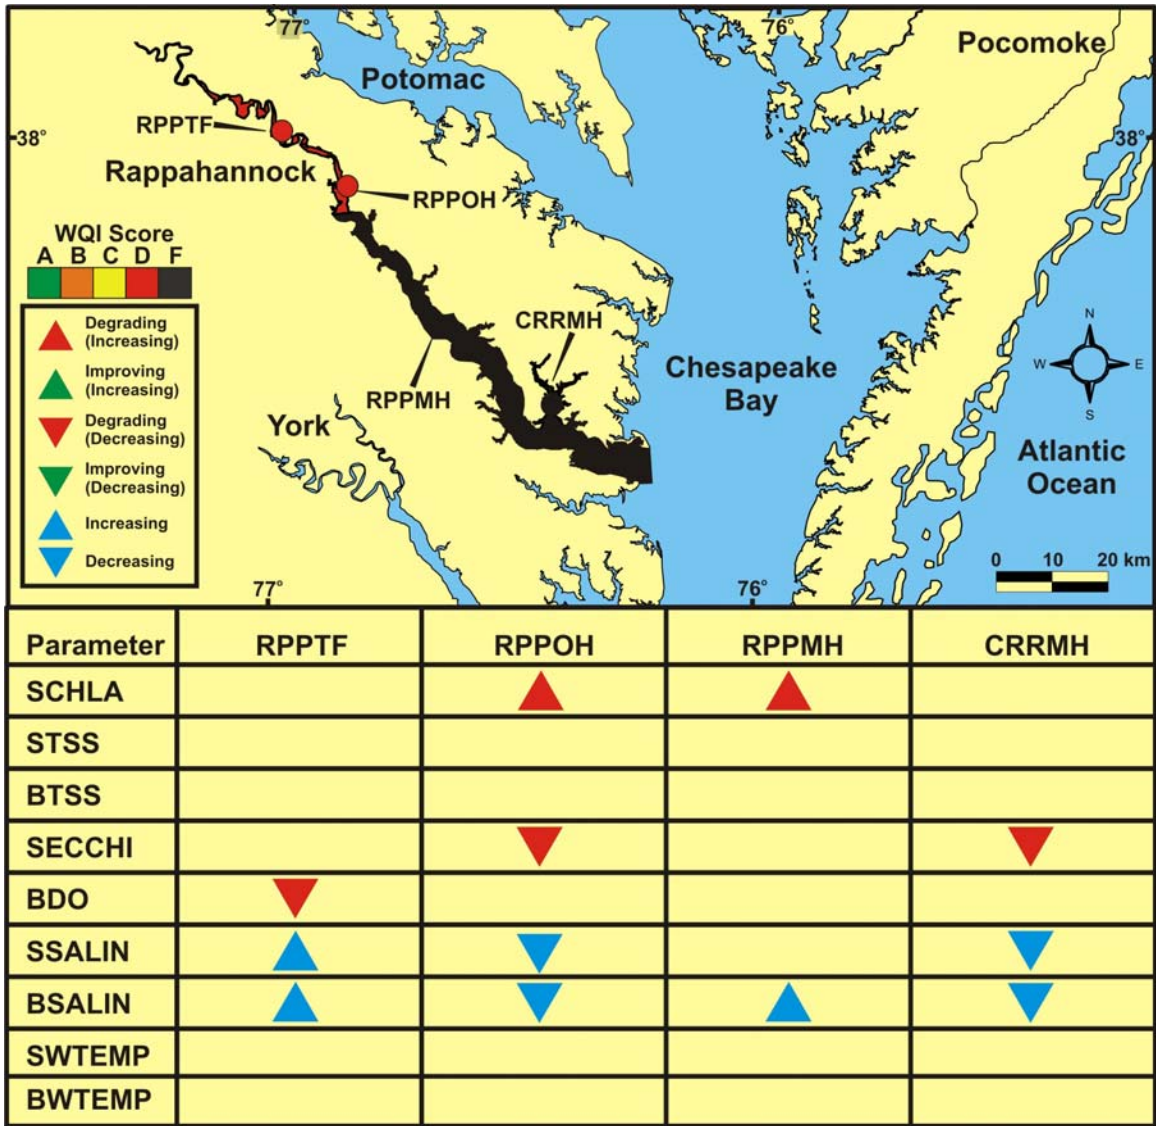 77°
76°
Pocomoke
Potomac
RPPTF
38°
38°
Rappahannock
RPPOH
WQI Score
A B C D F
Degrading
(Increasing)
Improving
(Increasing)
Degrading
(Decreasing)
Improving
(Decreasing)
Increasing
Decreasing
CRRMH
RPPMH
Chesapeake
Bay
N
W E
S
York
Atlantic
Ocean
0 10 20 km
77°
76°
Parameter RPPTF RPPOH RPPMH CRRMH
SCHLA
STSS
BTSS
SECCHI
BDO
SSALIN
BSALIN
SWTEMP
BWTEMP